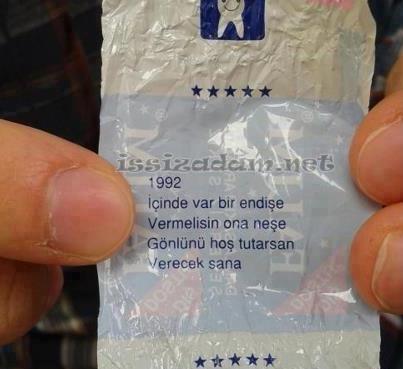 ★★★★★
issizadam.net
1992
İçinde var bir endişe
Vermelisin ona neşe
Gönlünü hoş tutarsan
Verecek sana
★★★★★